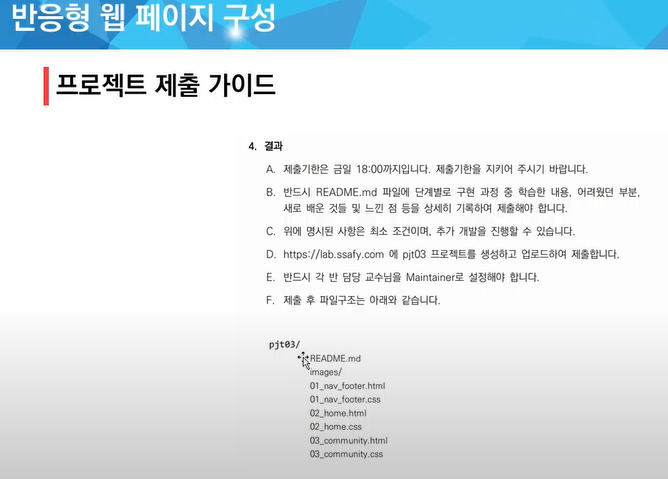 반응형 웹 페이지 구성
프로젝트 제출 가이드
4. 결과
A. 제출기한은 금일 18:00까지입니다. 제출기한을 지키어 주시기 바랍니다.
B. 반드시 README.md 파일에 단계별로 구현 과정 중 학습한 내용, 어려웠던 부분,
새로 배운 것들 및 느낀 점 등을 상세히 기록하여 제출해야 합니다.
C. 위에 명시된 사항은 최소 조건이며, 추가 개발을 진행할 수 있습니다.
D. https://lab.ssafy.com 에 pjt03 프로젝트를 생성하고 업로드하여 제출합니다.
E. 반드시 각 반 담당 교수님을 Maintainer로 설정해야 합니다.
F. 제출 후 파일구조는 아래와 같습니다.
pjt03/
README.md
images/
01_nav_footer.html
01_nav_footer.css
02_home.html
02_home.css
03_community.html
03_community.css